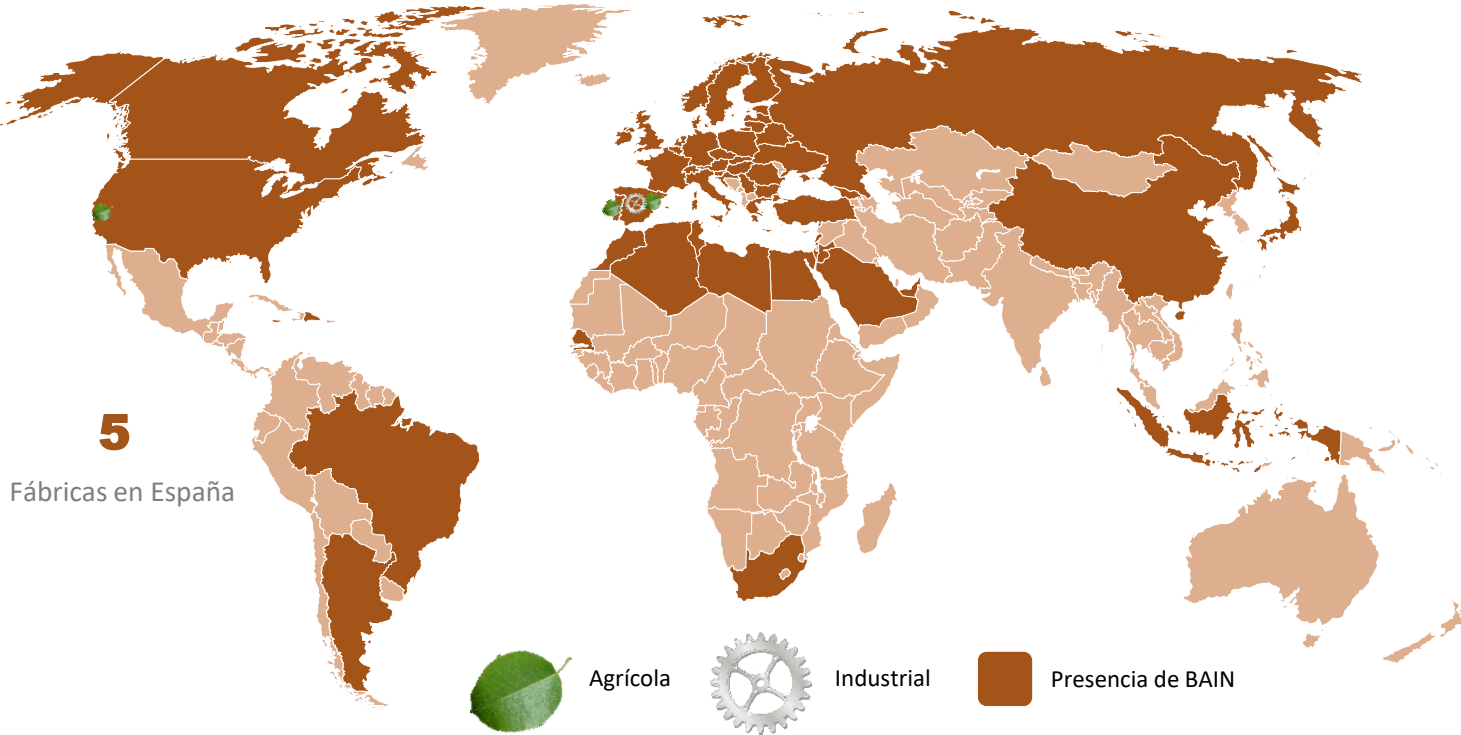 5
Fábricas en España
Agrícola
Industrial
Presencia de BAIN